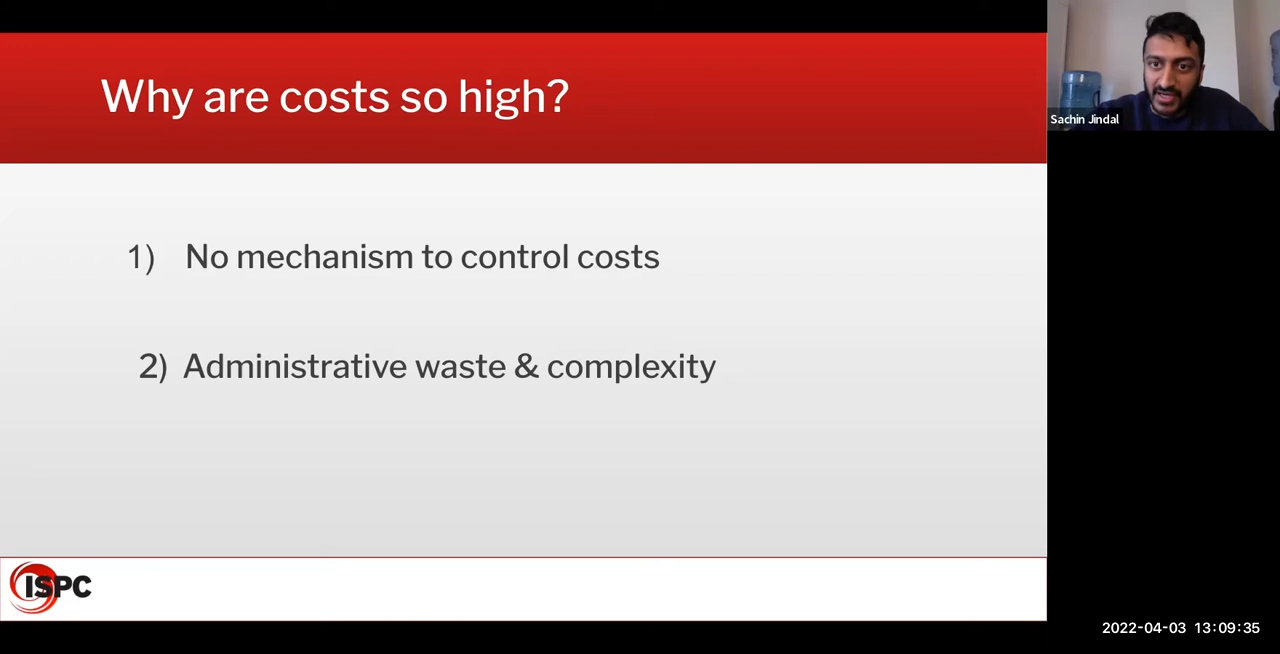 Why are costs so high?
Sachin Jindal
1) No mechanism to control costs
2) Administrative waste & complexity
ISPC
2022-04-03 13:09:35